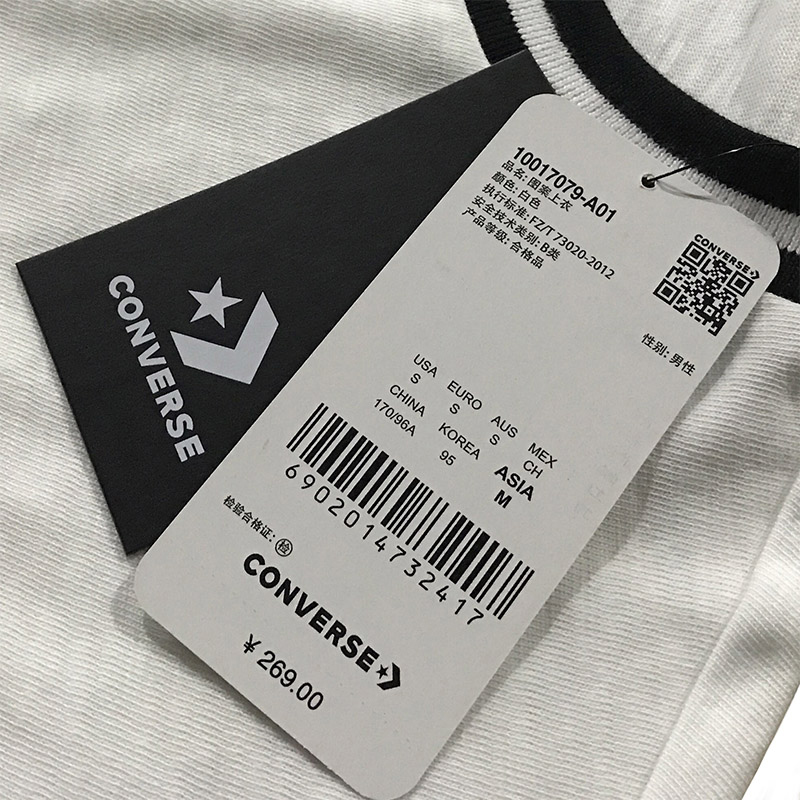 CONVERSE
10017079-A01
品名: 图案上衣
颜色: 白色
执行标准: FZ/T 73020-2012
安全技术类别: B类
产品等级: 合格品
CONVERSE
性别: 男性
USA EURO AUS MEX
S S S CH
CHINA KOREA ASIA
170/96A 95 M
6902014732417
检验合格证: 检
CONVERSE
¥ 269.00